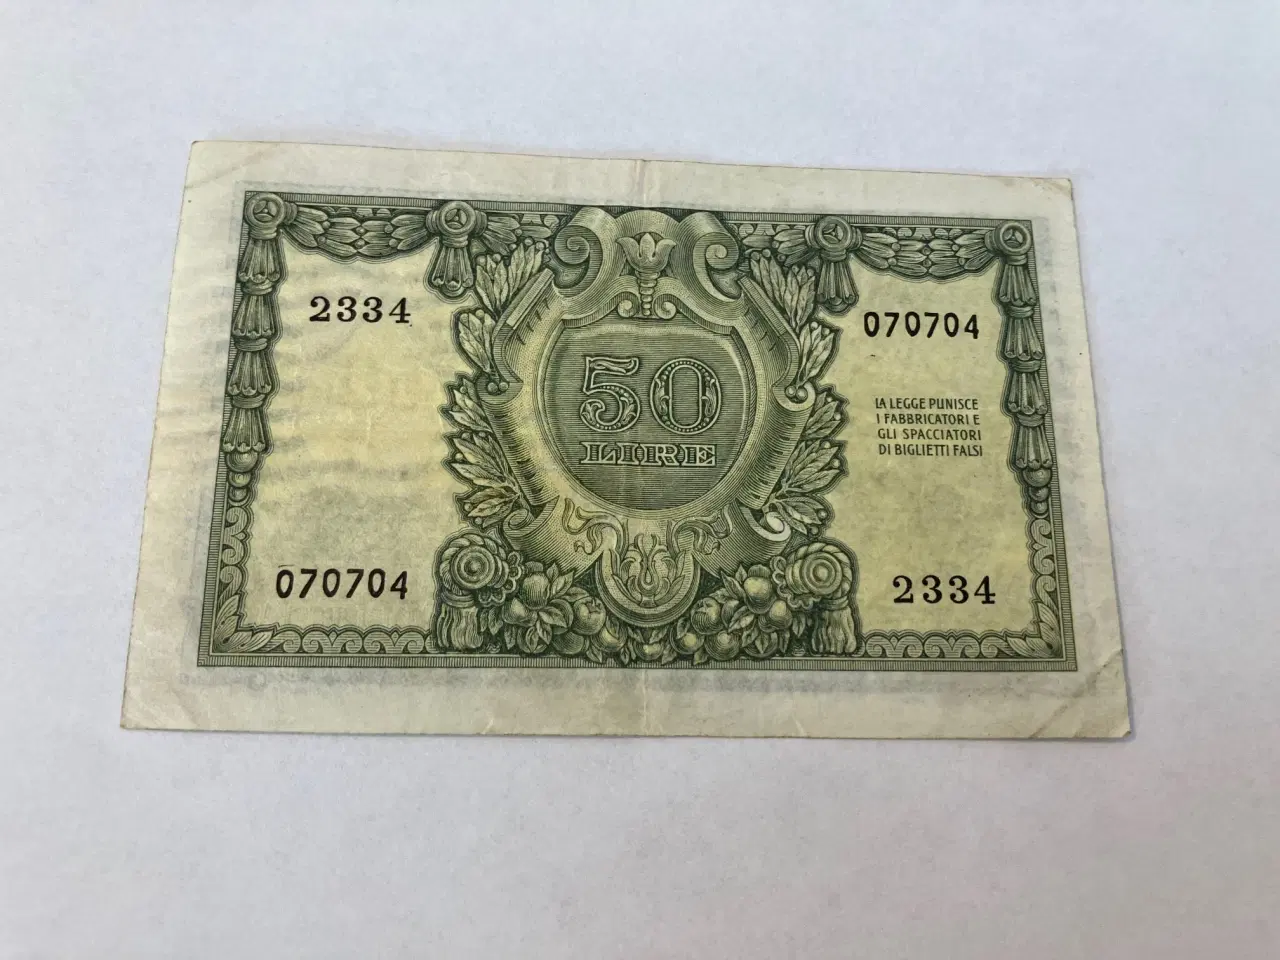 2334
070704
50
LIRE
LA LEGGE PUNISCE
I FABBRICATORI E
GLI SPACCIATORI
DI BIGLIETTI FALSI
070704
2334